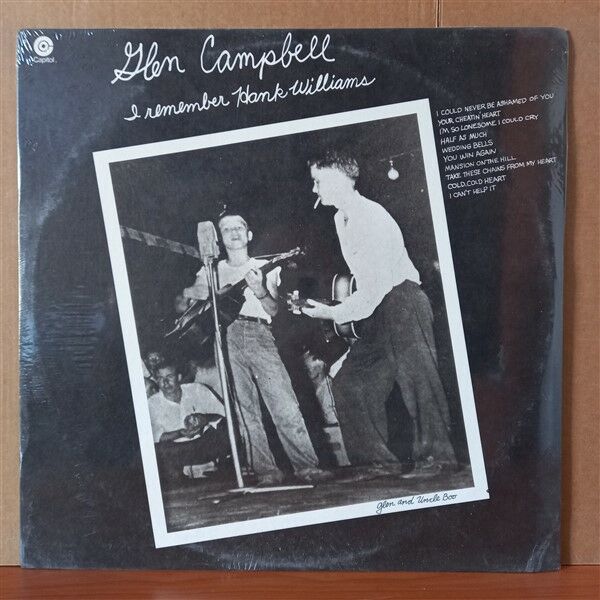 Capitol
Glen Campbell
I remember Hank Williams
I COULD NEVER BE ASHAMED OF YOU
YOUR CHEATIN' HEART
I'M SO LONESOME I COULD CRY
HALF AS MUCH
WEDDING BELLS
YOU WIN AGAIN
MANSION ON THE HILL
TAKE THESE CHAINS FROM MY HEART
COLD, COLD HEART
I CAN'T HELP IT
Glen and Uncle Boo